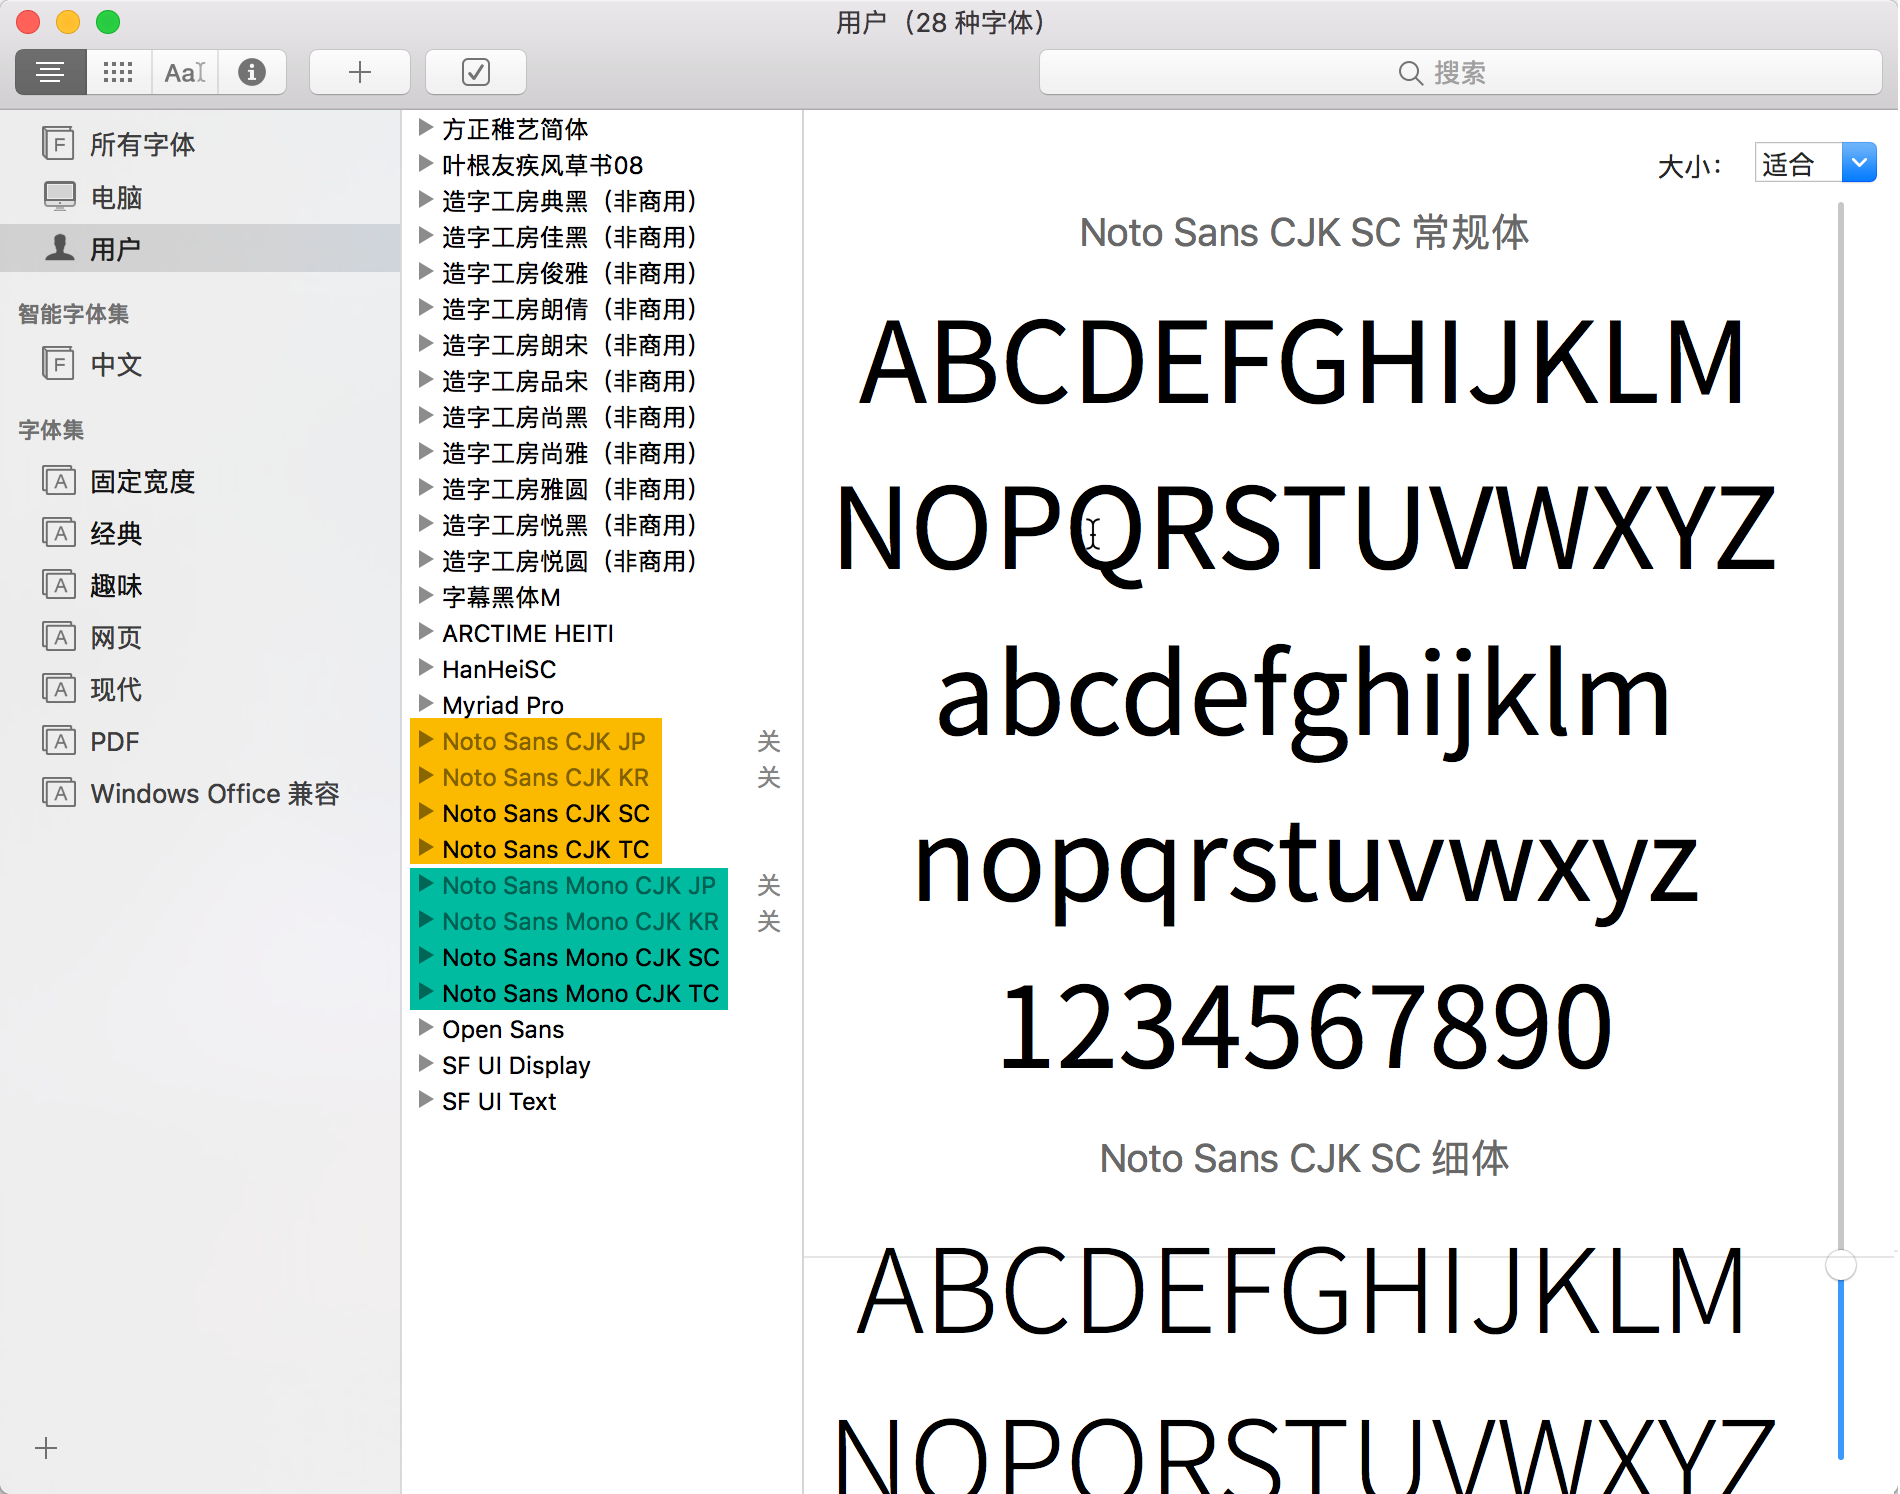 用户（28 种字体）
Aa
搜索
所有字体
电脑
用户
智能字体集
中文
字体集
固定宽度
经典
趣味
网页
现代
PDF
Windows Office 兼容
方正稚艺简体
叶根友疾风草书08
造字工房典黑（非商用）
造字工房佳黑（非商用）
造字工房俊雅（非商用）
造字工房朗倩（非商用）
造字工房朗宋（非商用）
造字工房品宋（非商用）
造字工房尚黑（非商用）
造字工房尚雅（非商用）
造字工房雅圆（非商用）
造字工房悦黑（非商用）
造字工房悦圆（非商用）
字幕黑体M
ARCTIME HEITI
HanHeiSC
Myriad Pro
Noto Sans CJK JP 关
Noto Sans CJK KR 关
Noto Sans CJK SC
Noto Sans CJK TC
Noto Sans Mono CJK JP 关
Noto Sans Mono CJK KR 关
Noto Sans Mono CJK SC
Noto Sans Mono CJK TC
Open Sans
SF UI Display
SF UI Text
大小： 适合
Noto Sans CJK SC 常规体
ABCDEFGHIJKLM
NOPQRSTUVWXYZ
abcdefghijklm
nopqrstuvwxyz
1234567890
Noto Sans CJK SC 细体
ABCDEFGHIJKLM
NOPQRSTUVWXYZ